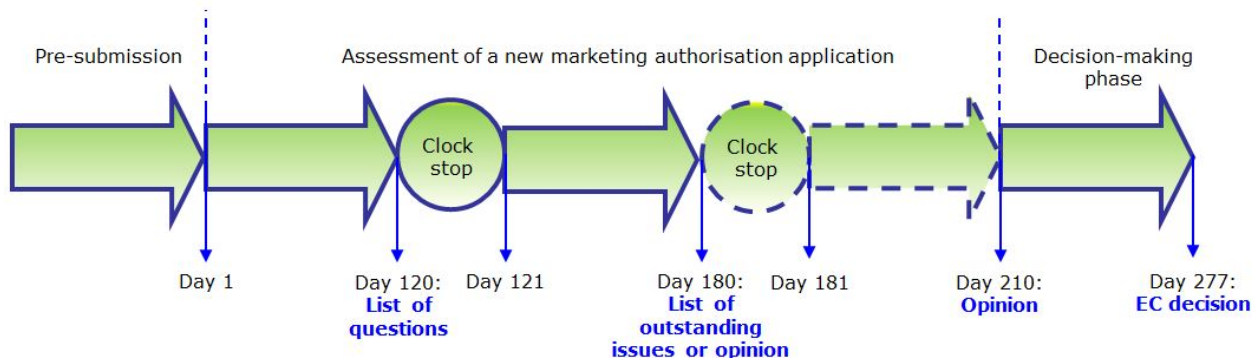 Pre-submission
Assessment of a new marketing authorisation application
Decision-making
phase
Clock
stop
Clock
stop
Day 1
Day 120:
List of
questions
Day 121
Day 180:
List of
outstanding
issues or opinion
Day 181
Day 210:
Opinion
Day 277:
EC decision